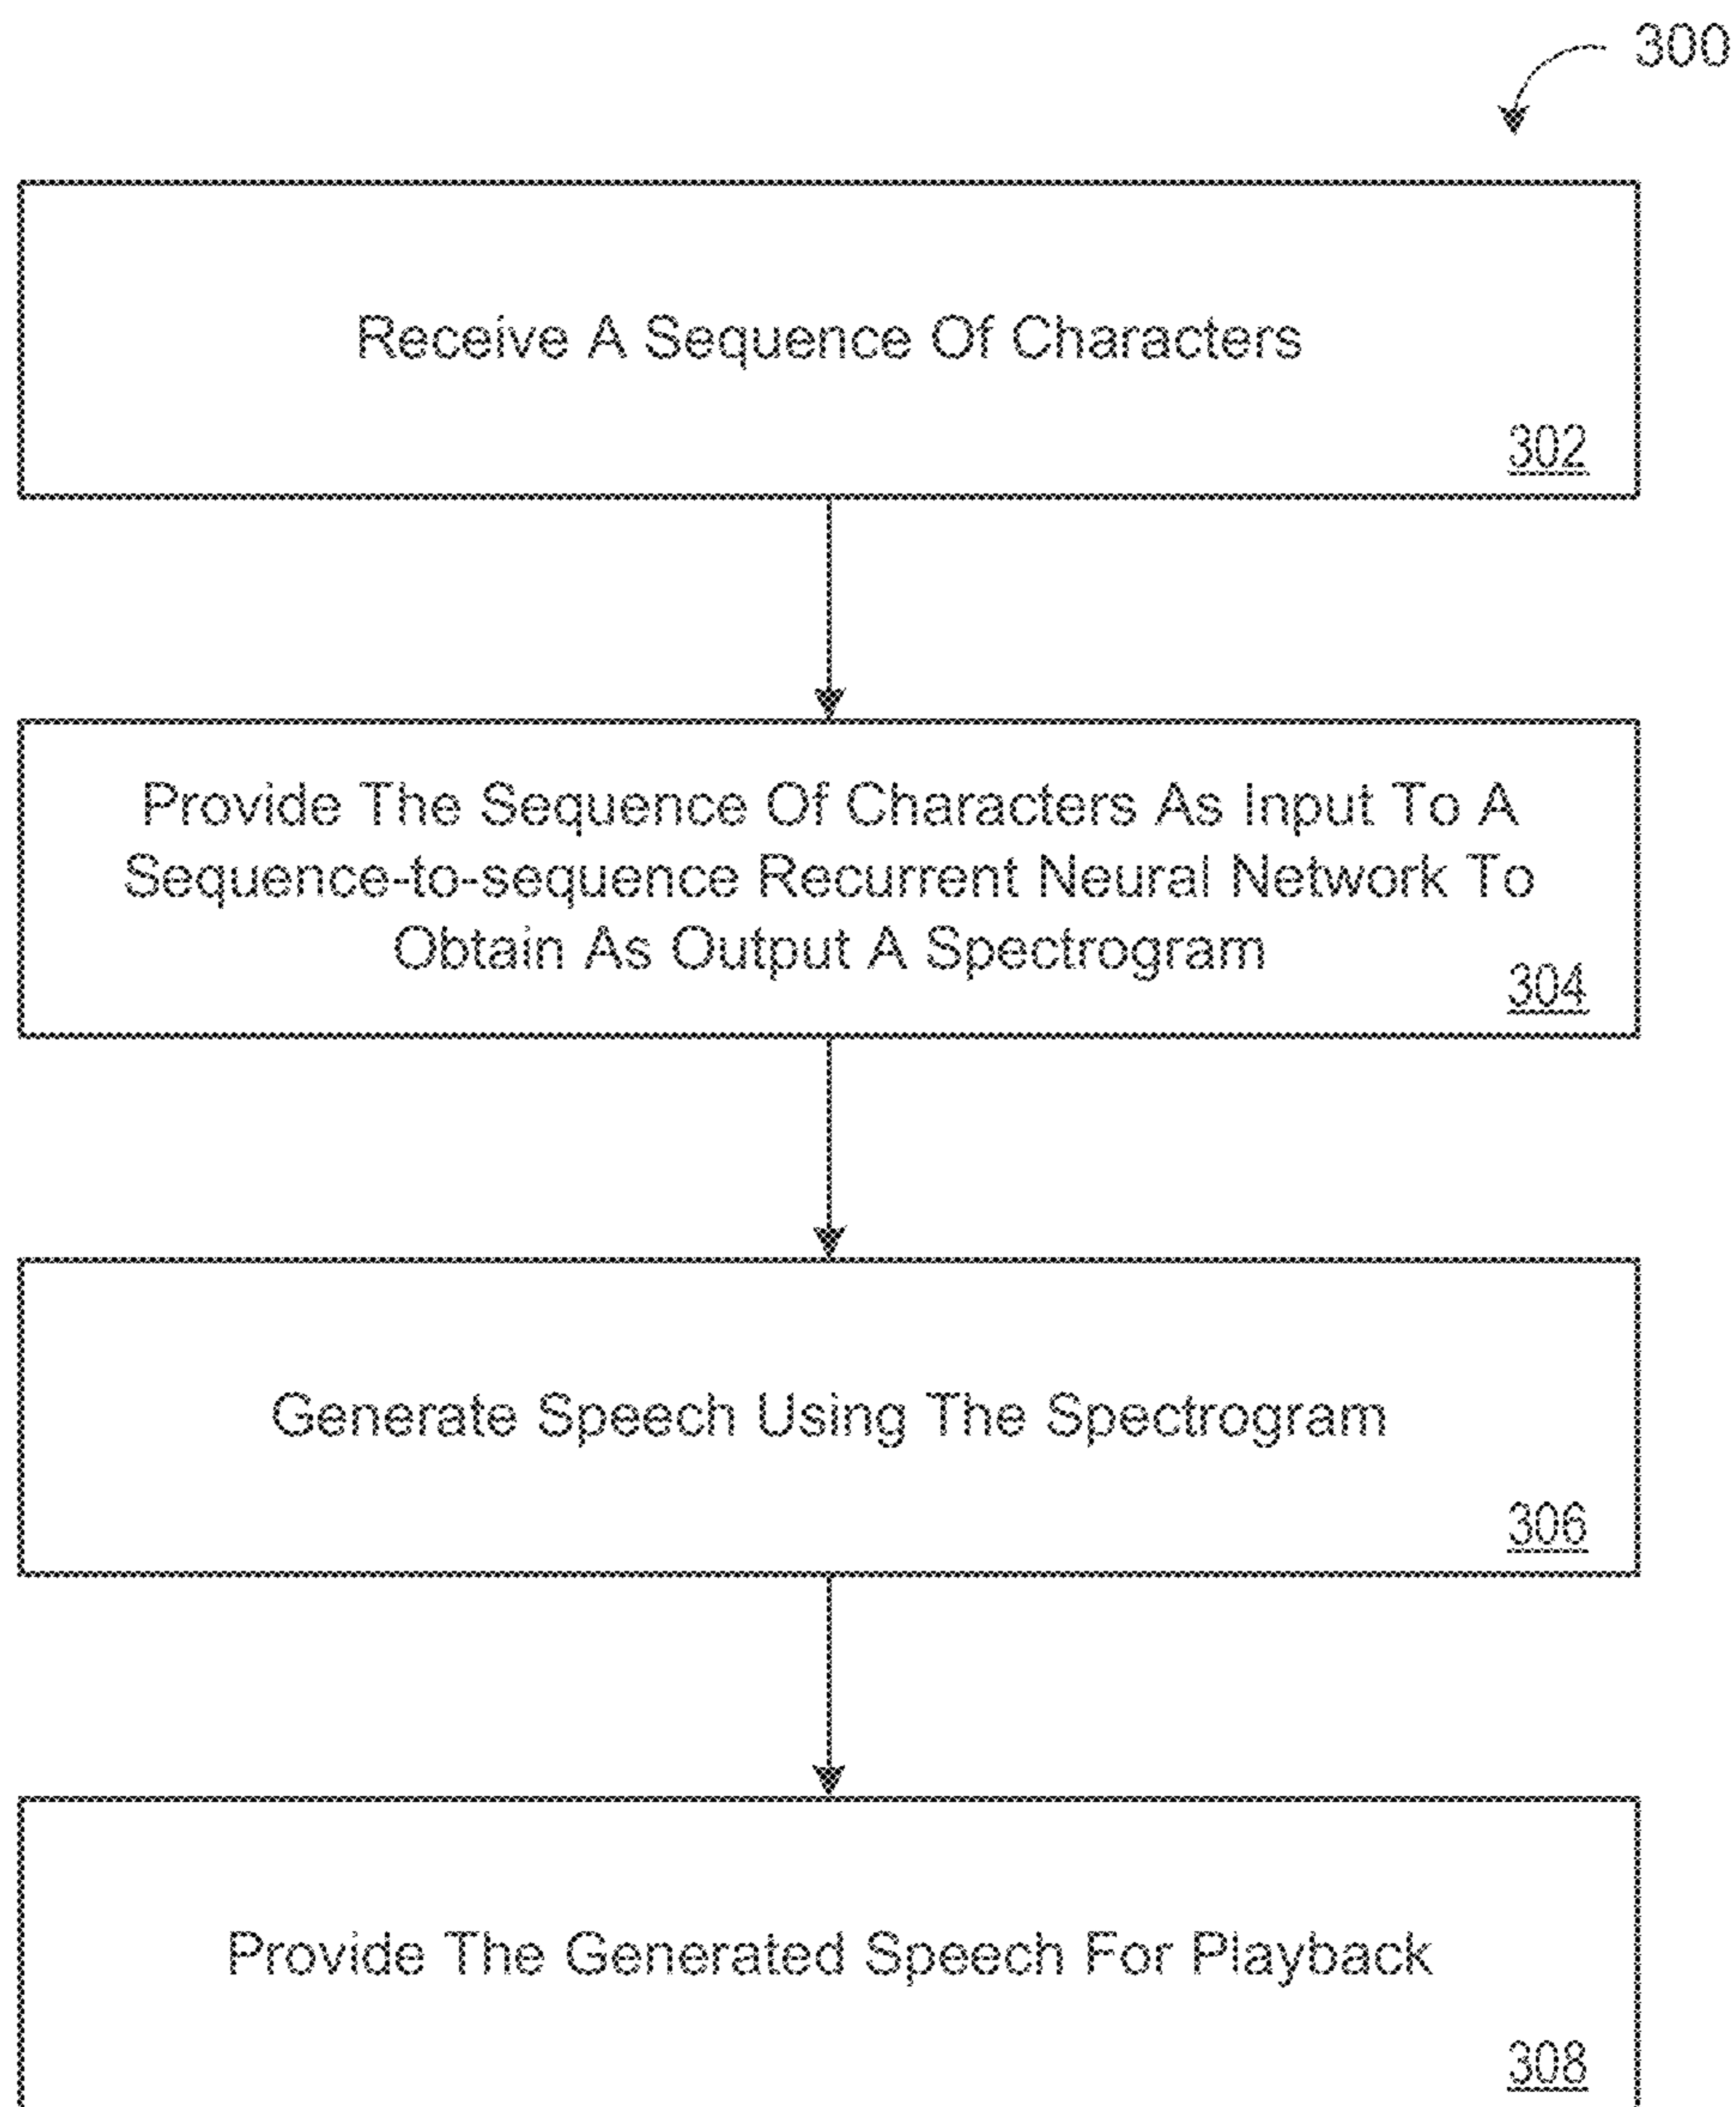 300
Receive A Sequence Of Characters
302
Provide The Sequence Of Characters As Input To A
Sequence-to-sequence Recurrent Neural Network To
Obtain As Output A Spectrogram
304
Generate Speech Using The Spectrogram
306
Provide The Generated Speech For Playback
308